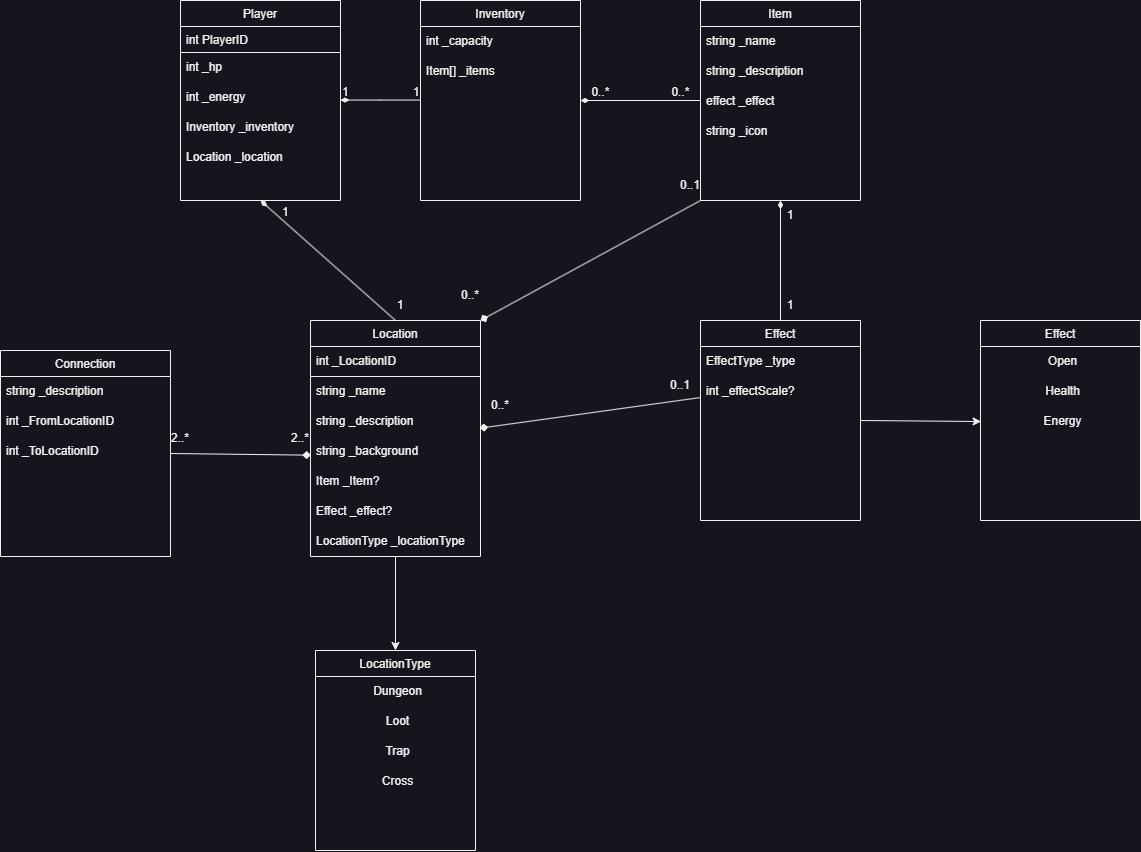 Player
int PlayerID
int _hp
int _energy
Inventory _inventory
Location _location
1
1
Inventory
int _capacity
Item[] _items
0..*
0..*
Item
string _name
string _description
effect _effect
string _icon
0..1
1
1
0..*
1
1
Connection
string _description
int _FromLocationID
int _ToLocationID
2..*
2..*
Location
int _LocationID
string _name
string _description
string _background
Item _Item?
Effect _effect?
LocationType _locationType
0..*
0..1
Effect
EffectType _type
int _effectScale?
Effect
Open
Health
Energy
LocationType
Dungeon
Loot
Trap
Cross